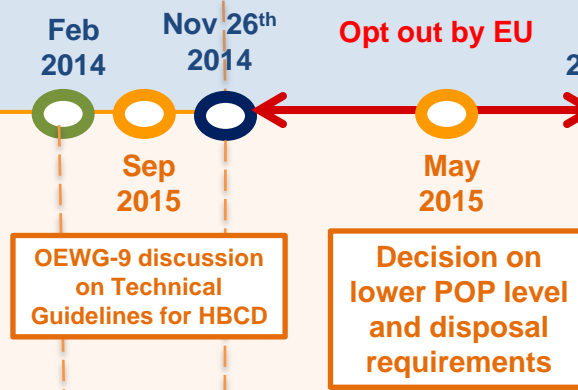 Feb
2014
Nov 26th
2014
Opt out by EU
2
Sep
2015
May
2015
OEWG-9 discussion
on Technical
Guidelines for HBCD
Decision on
lower POP level
and disposal
requirements